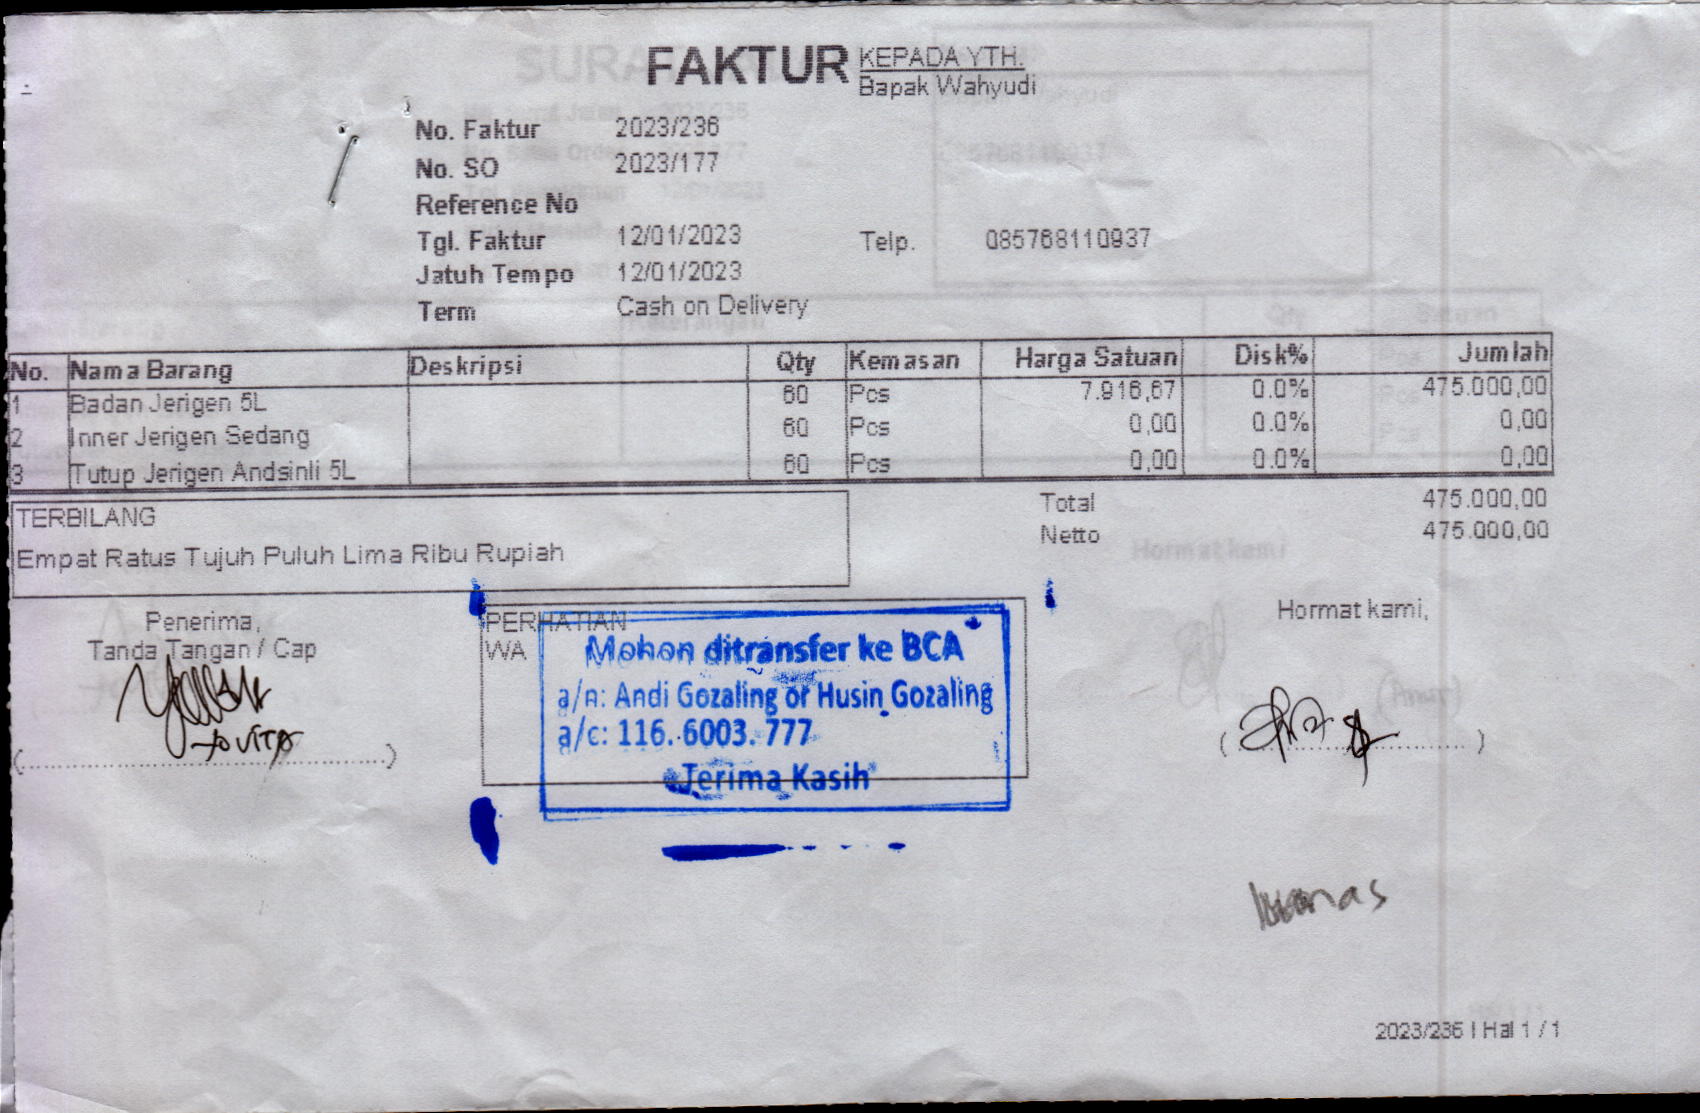 FAKTUR
KEPADA YTH.
Bapak Wahyudi
No. Faktur 2023/236
No. SO 2023/177
Reference No
Tgl. Faktur 12/01/2023 Telp. 085768110937
Jatuh Tempo 12/01/2023
Term Cash on Delivery
No. Nama Barang Deskripsi Qty Kemasan Harga Satuan Disk% Jumlah
1 Badan Jerigen 5L 60 Pcs 7.916,67 0.0% 475.000,00
2 Inner Jerigen Sedang 60 Pcs 0,00 0.0% 0,00
3 Tutup Jerigen Andsinli 5L 60 Pcs 0,00 0.0% 0,00
Total 475.000,00
Netto 475.000,00
TERBILANG
Empat Ratus Tujuh Puluh Lima Ribu Rupiah
Penerima,
Tanda Tangan / Cap
PERHATIAN
WA
Mohon ditransfer ke BCA
a/n: Andi Gozaling or Husin Gozaling
a/c: 116. 6003. 777
Terima Kasih
Hormat kami,
2023/236 | Hal 1 / 1